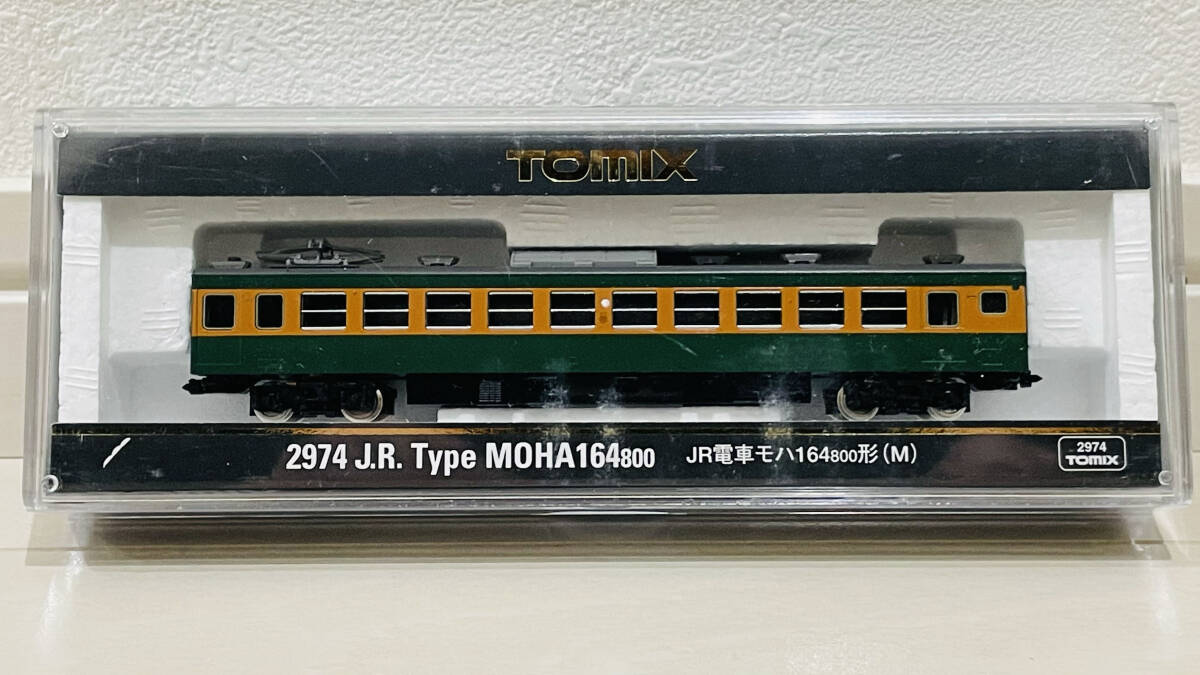 TOMIX
2974 J.R. Type MOHA164800 JR電車モハ164800形(M)
2974
TOMIX